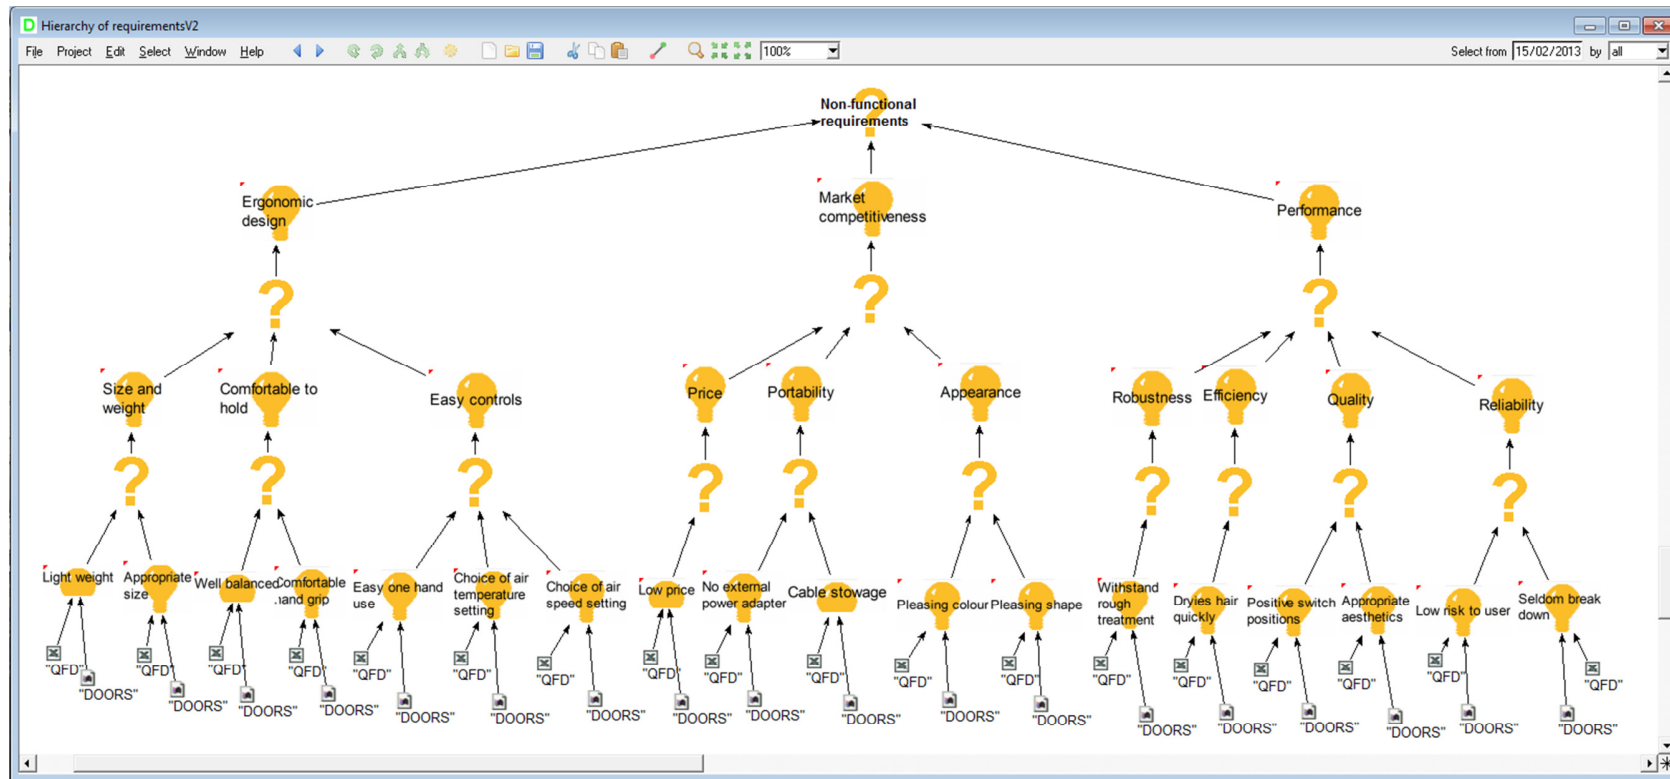 Hierarchy of requirementsV2
File Project Edit Select Window Help
100%
Select from 15/02/2013 by all
Non-functional
requirements
Ergonomic
design
Market
competitiveness
Performance
Size and
weight
Comfortable to
hold
Easy controls
Price
Portability
Appearance
Robustness
Efficiency
Quality
Reliability
Light weight
Appropriate
size
Well balanced
Comfortable
hand grip
Easy one hand
use
Choice of air
temperature
setting
Choice of air
speed setting
Low price
No external
power adapter
Cable stowage
Pleasing colour
Pleasing shape
Withstand
rough
treatment
Dryies hair
quickly
Positive switch
positions
Appropriate
aesthetics
Low risk to user
Seldom break
down
"QFD" "QFD" "QFD" "QFD" "QFD" "QFD" "QFD" "QFD" "QFD" "QFD" "QFD" "QFD" "QFD" "QFD" "QFD" "QFD" "QFD" "QFD"
"DOORS" "DOORS" "DOORS" "DOORS" "DOORS" "DOORS" "DOORS" "DOORS" "DOORS" "DOORS" "DOORS" "DOORS" "DOORS" "DOORS" "DOORS" "DOORS" "DOORS" "DOORS"